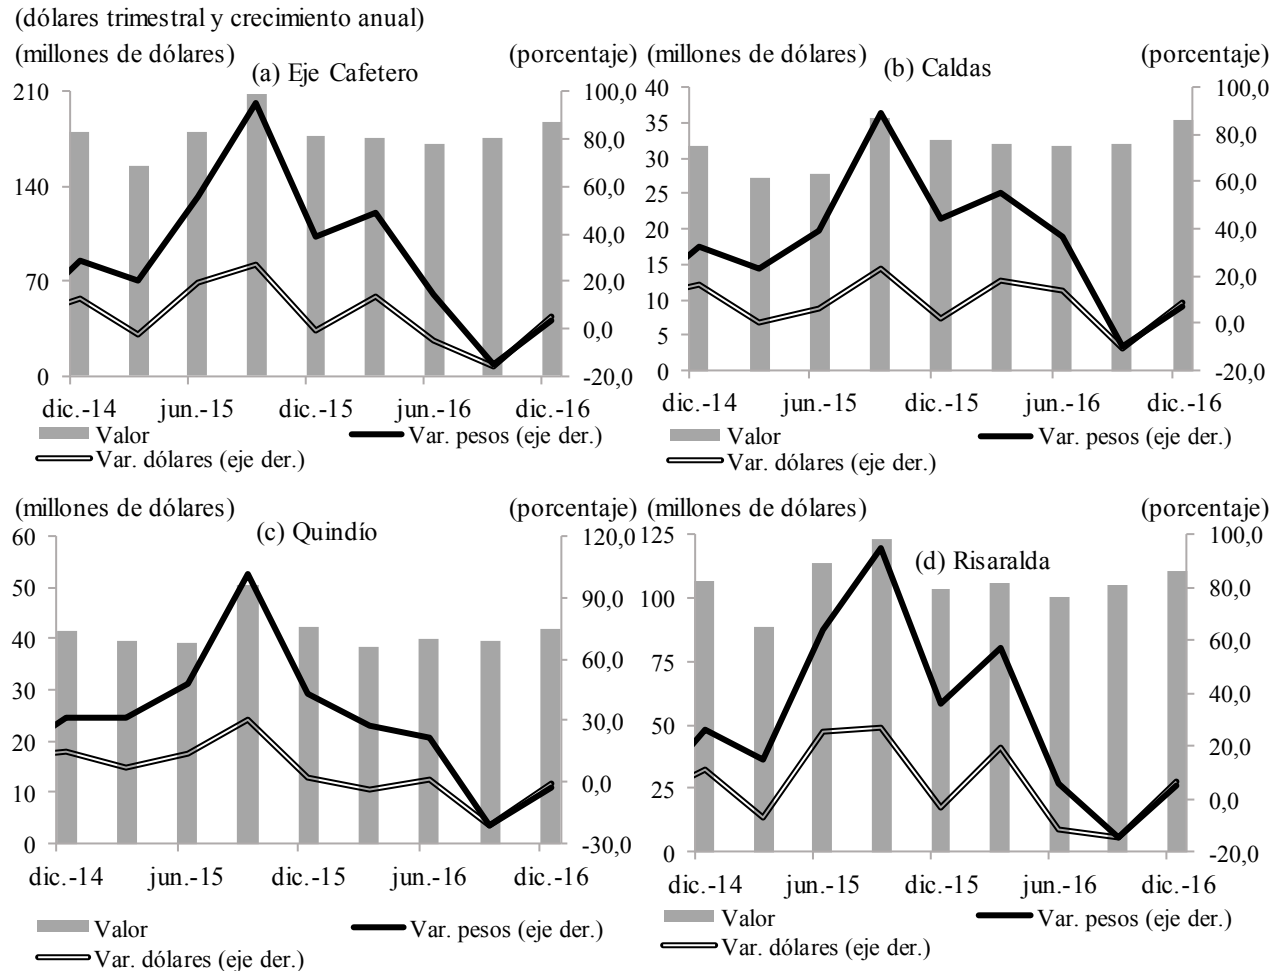 (dólares trimestral y crecimiento anual)
(millones de dólares) (porcentaje)
(a) Eje Cafetero
210 100,0
80,0
140 60,0
40,0
70 20,0
0,0
0 -20,0
dic.-14 jun.-15 dic.-15 jun.-16 dic.-16
Valor Var. pesos (eje der.)
Var. dólares (eje der.)
(millones de dólares) (porcentaje)
(b) Caldas
40 100,0
35
80,0
30
60,0
25
20 40,0
15
20,0
10
0,0
5
0 -20,0
dic.-14 jun.-15 dic.-15 jun.-16 dic.-16
Valor Var. pesos (eje der.)
Var. dólares (eje der.)
(millones de dólares) (porcentaje)
(c) Quindío
60 120,0
50
90,0
40
60,0
30
30,0
20
0,0
10
0 -30,0
dic.-14 jun.-15 dic.-15 jun.-16 dic.-16
Valor Var. pesos (eje der.)
Var. dólares (eje der.)
(millones de dólares) (porcentaje)
(d) Risaralda
125 100,0
80,0
100
60,0
75
40,0
50
20,0
25
0,0
0 -20,0
dic.-14 jun.-15 dic.-15 jun.-16 dic.-16
Valor Var. pesos (eje der.)
Var. dólares (eje der.)